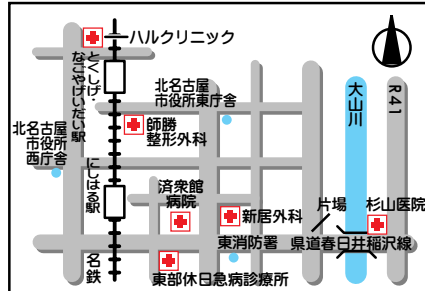 ハルクリニック
とくしげ・
なごやげいだい駅
北名古屋
市役所東庁舎
大山川
R41
師勝
整形外科
北名古屋
市役所
西庁舎
にしはる駅
済衆館
病院
新居外科
片場
杉山医院
東消防署
県道春日井稲沢線
名鉄
東部休日急病診療所